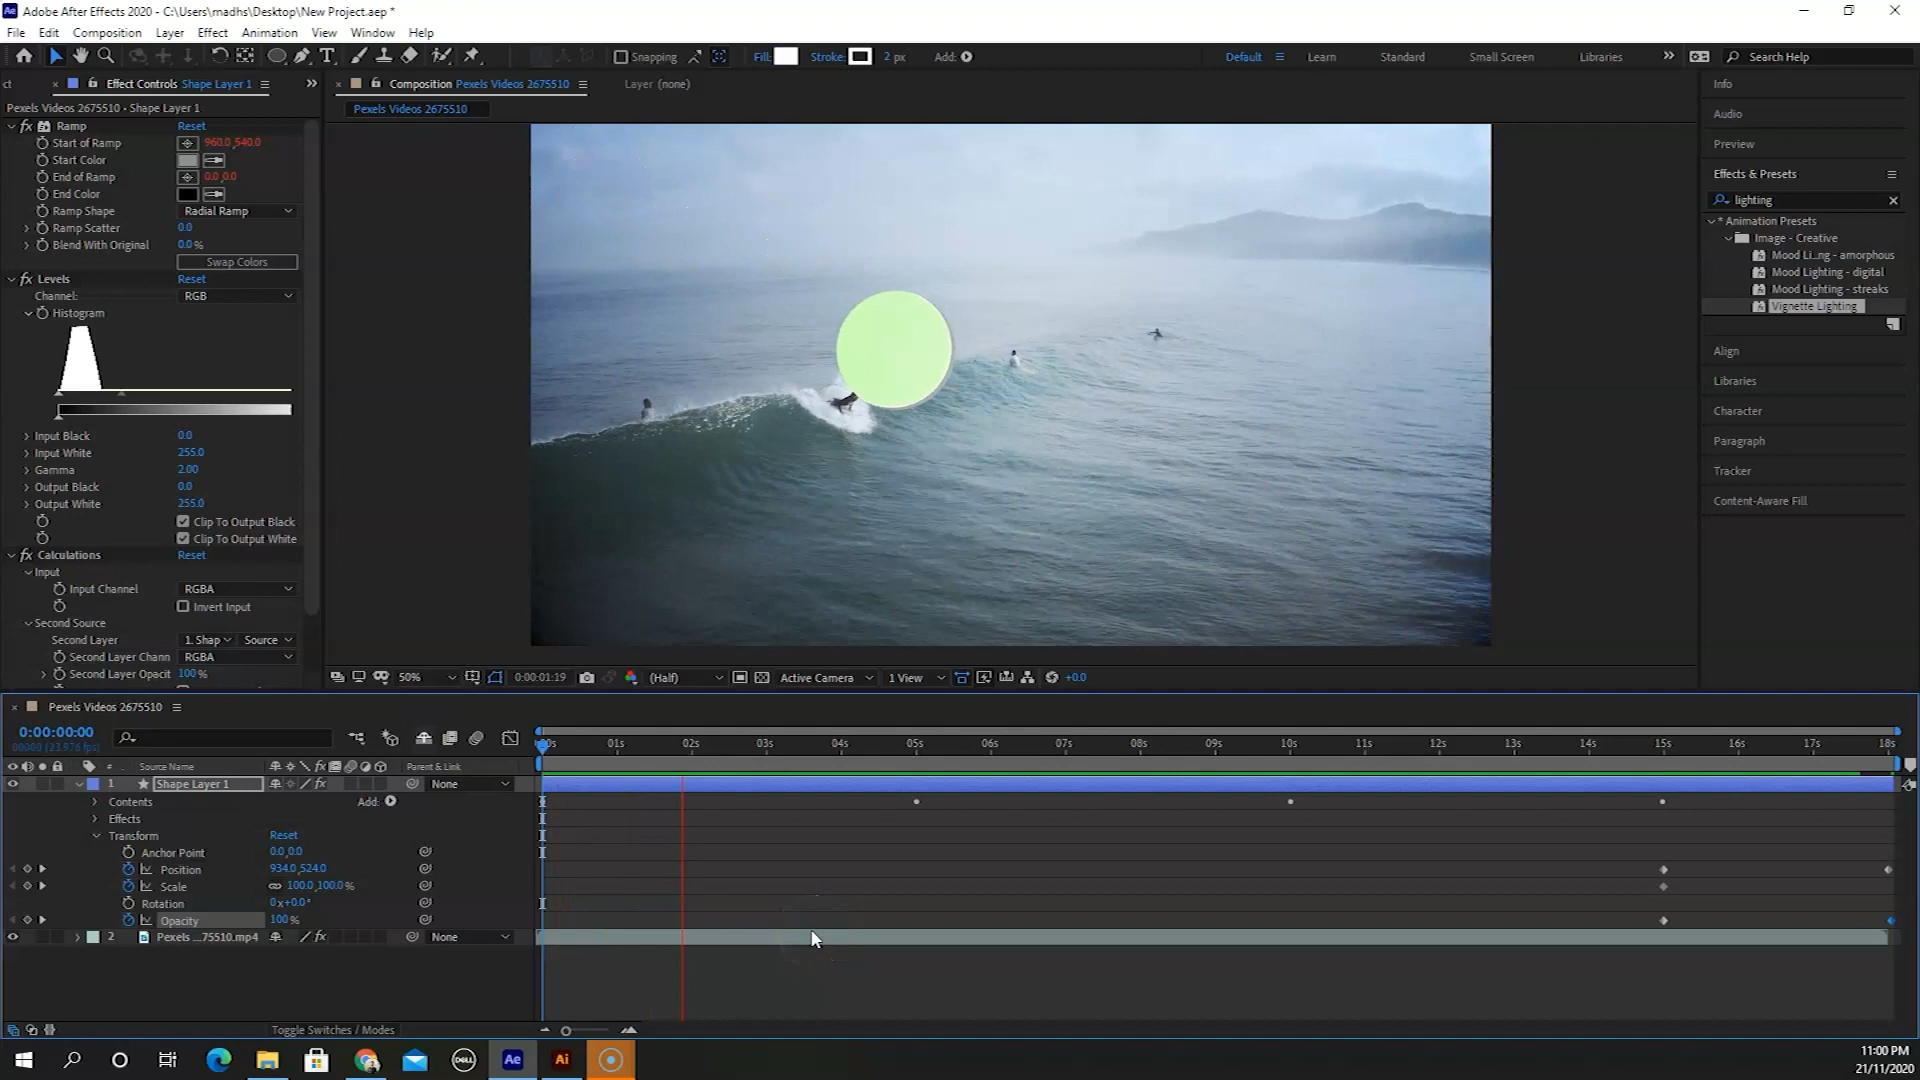 Adobe After Effects 2020 - C:\Users\madhs\Desktop\New Project.aep *
File Edit Composition Layer Effect Animation View Window Help
Snapping Fill: Stroke: 2 px Add: Default Learn Standard Small Screen Libraries Search Help
ct Effect Controls Shape Layer 1
Composition Pexels Videos 2675510
Layer (none)
Pexels Videos 2675510 • Shape Layer 1
Pexels Videos 2675510
Ramp Reset
Start of Ramp 960.0,540.0
Start Color
End of Ramp 0.0,0.0
End Color
Ramp Shape Radial Ramp
Ramp Scatter 0.0
Blend With Original 0.0%
Swap Colors
Levels Reset
Channel: RGB
Histogram
Input Black 0.0
Input White 255.0
Gamma 2.00
Output Black 0.0
Output White 255.0
Clip To Output Black
Clip To Output White
Calculations Reset
Input
Input Channel RGBA
Invert Input
Second Source
Second Layer 1. Shap Source
Second Layer Chann RGBA
Second Layer Opacit 100%
50% 0:00:01:19 (Half) Active Camera 1 View +0.0
Info
Audio
Preview
Effects & Presets
lighting
* Animation Presets
Image - Creative
Mood Li...ng - amorphous
Mood Lighting - digital
Mood Lighting - streaks
Vignette Lighting
Align
Libraries
Character
Paragraph
Tracker
Content-Aware Fill
Pexels Videos 2675510
0:00:00:00
00000 (23.976 fps)
01s 02s 03s 04s 05s 06s 07s 08s 09s 10s 11s 12s 13s 14s 15s 16s 17s 18s
# Source Name Parent & Link
1 Shape Layer 1 None
Contents Add:
Effects
Transform Reset
Anchor Point 0.0,0.0
Position 934.0,524.0
Scale 100.0,100.0%
Rotation 0x+0.0°
Opacity 100%
2 Pexels ...75510.mp4 None
Toggle Switches / Modes
DELL Ae Ai
11:00 PM
21/11/2020